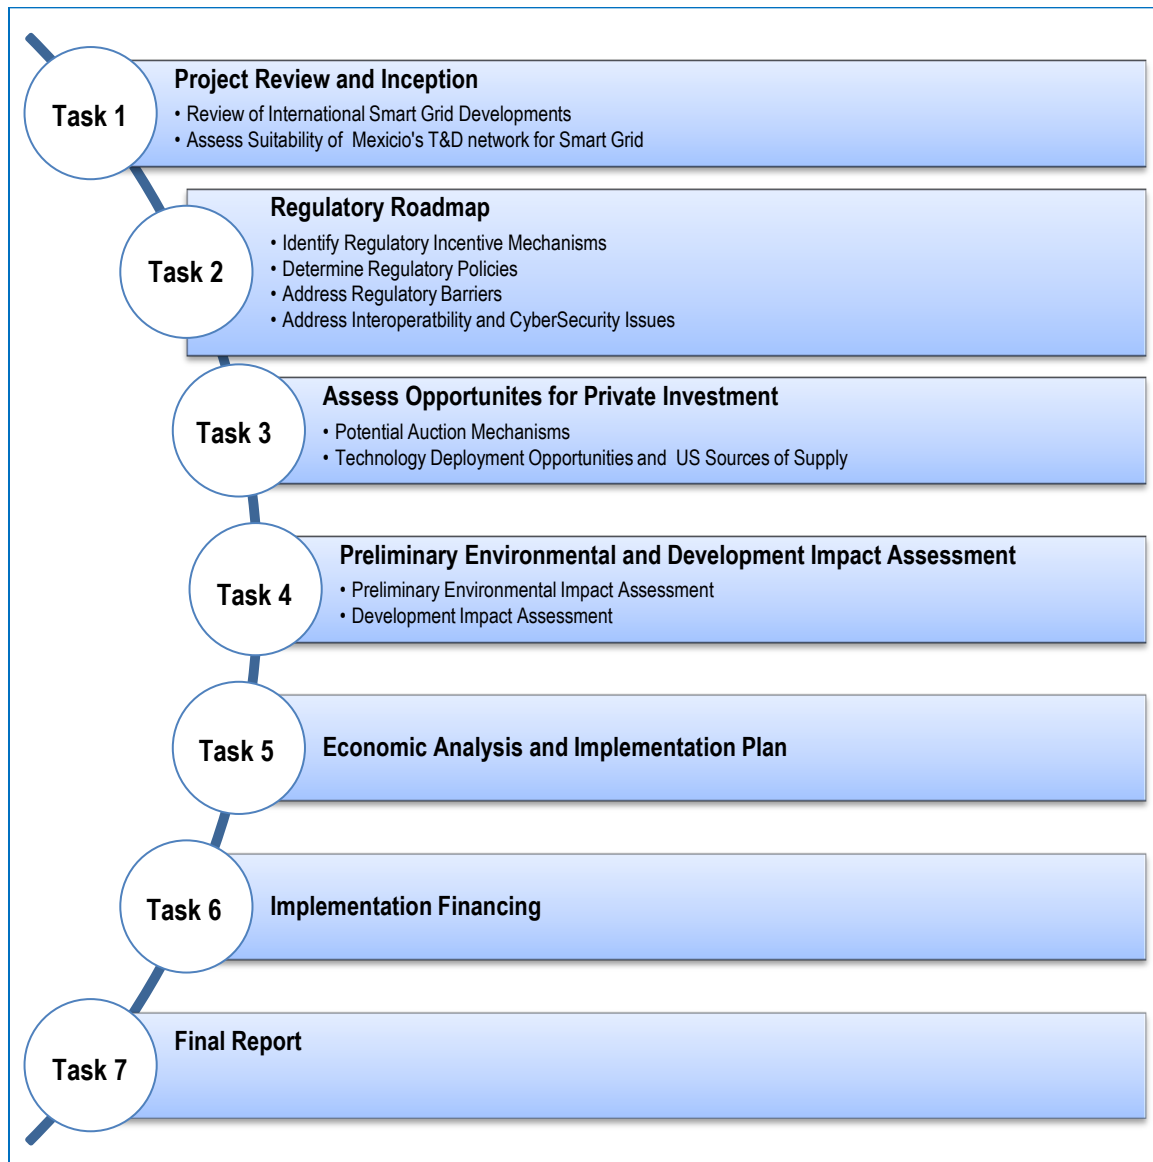 Task 1
Project Review and Inception
• Review of International Smart Grid Developments
• Assess Suitability of Mexicio's T&D network for Smart Grid
Task 2
Regulatory Roadmap
• Identify Regulatory Incentive Mechanisms
• Determine Regulatory Policies
• Address Regulatory Barriers
• Address Interoperatbility and CyberSecurity Issues
Task 3
Assess Opportunites for Private Investment
• Potential Auction Mechanisms
• Technology Deployment Opportunities and US Sources of Supply
Task 4
Preliminary Environmental and Development Impact Assessment
• Preliminary Environmental Impact Assessment
• Development Impact Assessment
Task 5
Economic Analysis and Implementation Plan
Task 6
Implementation Financing
Task 7
Final Report